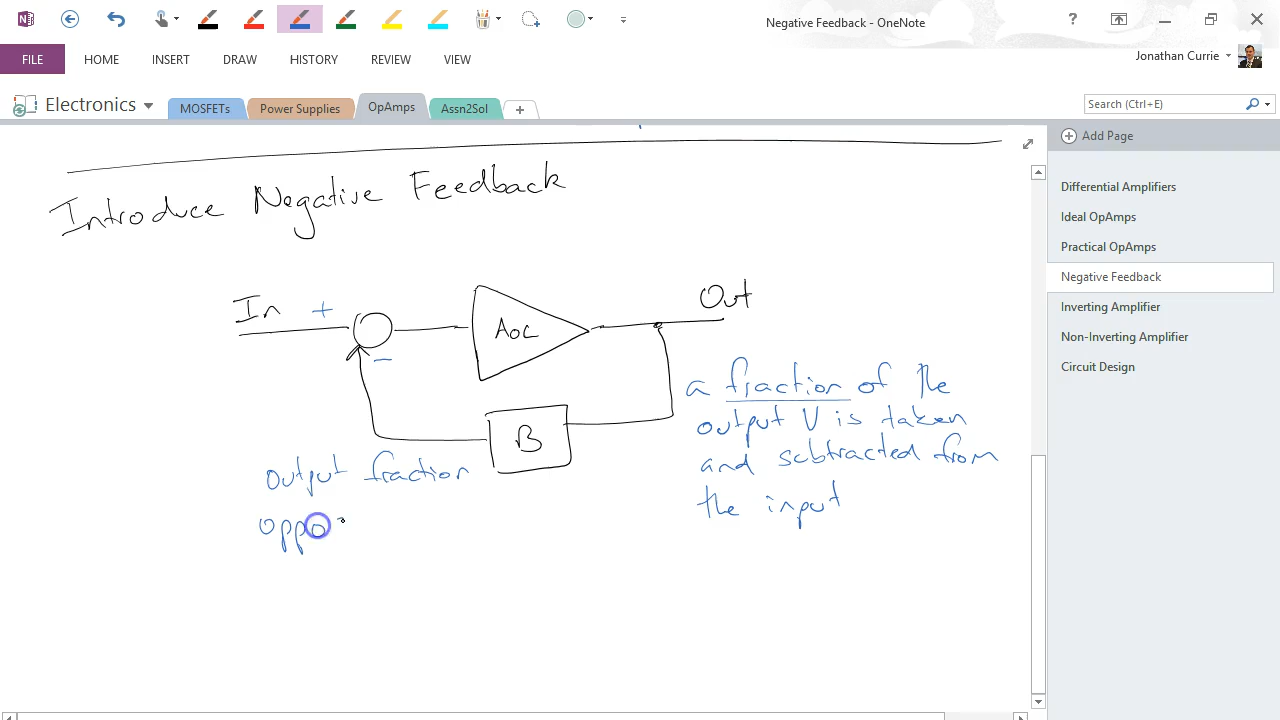 Negative Feedback - OneNote
?
Jonathan Currie
FILE HOME INSERT DRAW HISTORY REVIEW VIEW
Electronics
MOSFETs Power Supplies OpAmps Assn2Sol +
Search (Ctrl+E)
Add Page
Differential Amplifiers
Ideal OpAmps
Practical OpAmps
Negative Feedback
Inverting Amplifier
Non-Inverting Amplifier
Circuit Design
Introduce Negative Feedback
In +
Out
AOL
-
B
a fraction of the
output V is taken
and subtracted from
the input
output fraction
oppo